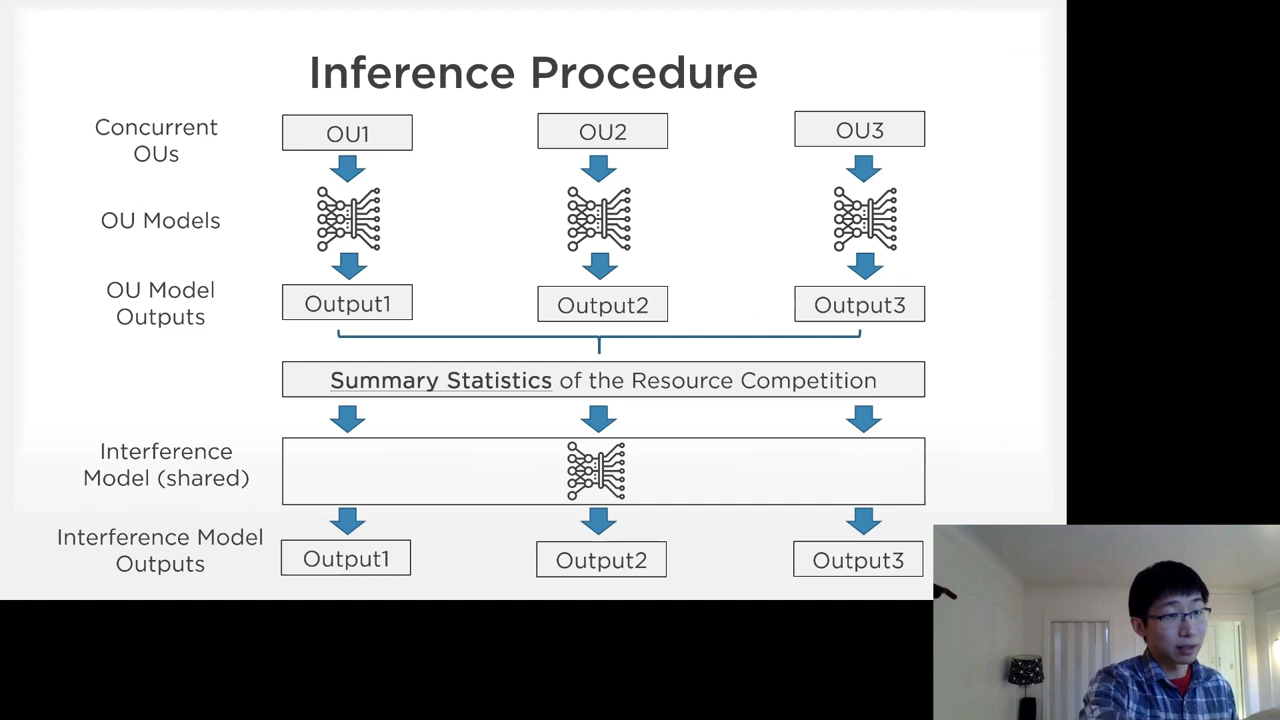 Inference Procedure
Concurrent
OUs
OU1
OU2
OU3
OU Models
OU Model
Outputs
Output1
Output2
Output3
Summary Statistics of the Resource Competition
Interference
Model (shared)
Interference Model
Outputs
Output1
Output2
Output3